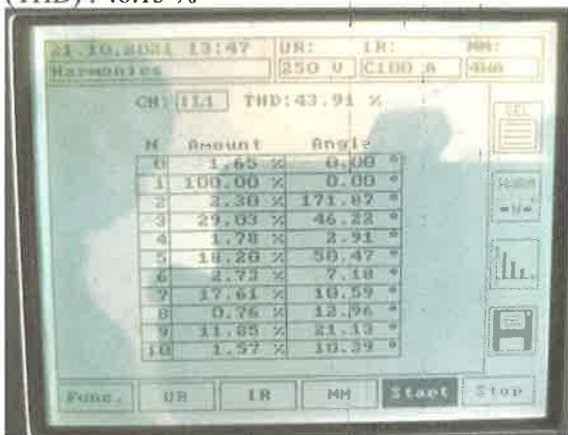 21.10.2021 13:47 UR: IR: MM:
Harmonics 250 V C100 A 4Wm
CH: IL1 THD:43.91 %
SEL
N Amount Angle
0 1.65 % 0.00 °
1 100.00 % 0.00 °
2 2.30 % 171.87 °
3 29.03 % 46.22 °
4 1.78 % 2.91 °
5 18.20 % 50.47 °
6 2.73 % 7.18 °
7 17.61 % 10.59 °
8 0.76 % 12.96 °
9 11.85 % 21.13 °
10 1.57 % 10.39 °
Func. UR IR MM Start Stop